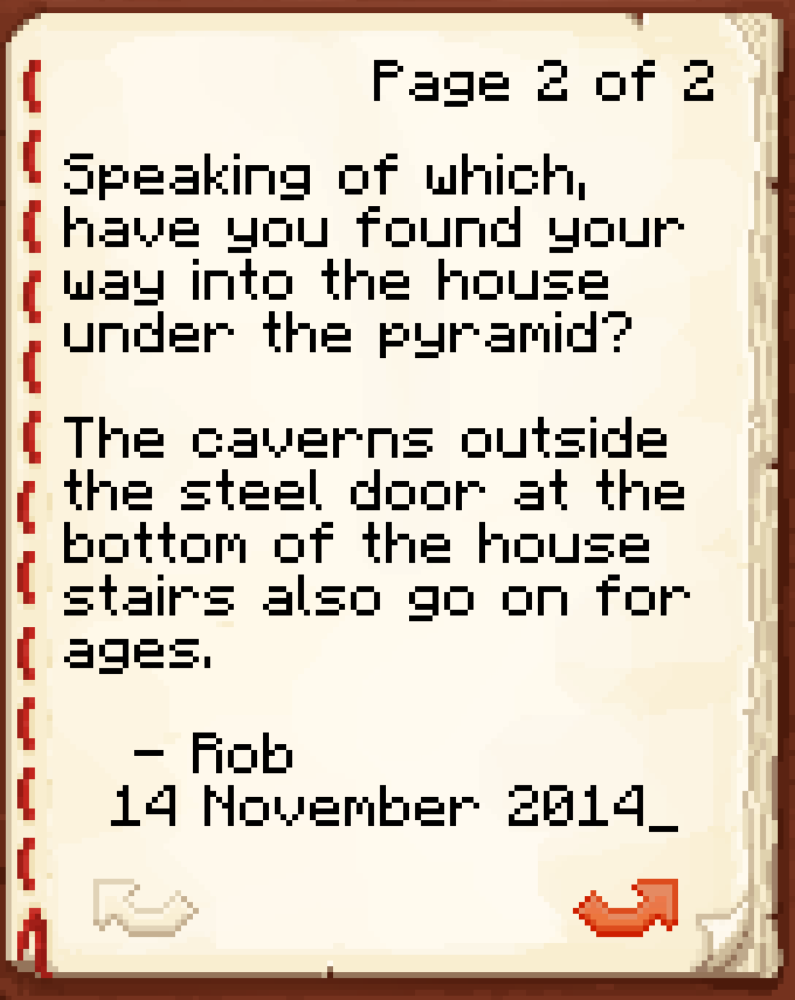 Page 2 of 2
Speaking of which,
have you found your
way into the house
under the pyramid?
The caverns outside
the steel door at the
bottom of the house
stairs also go on for
ages.
- Rob
14 November 2014_